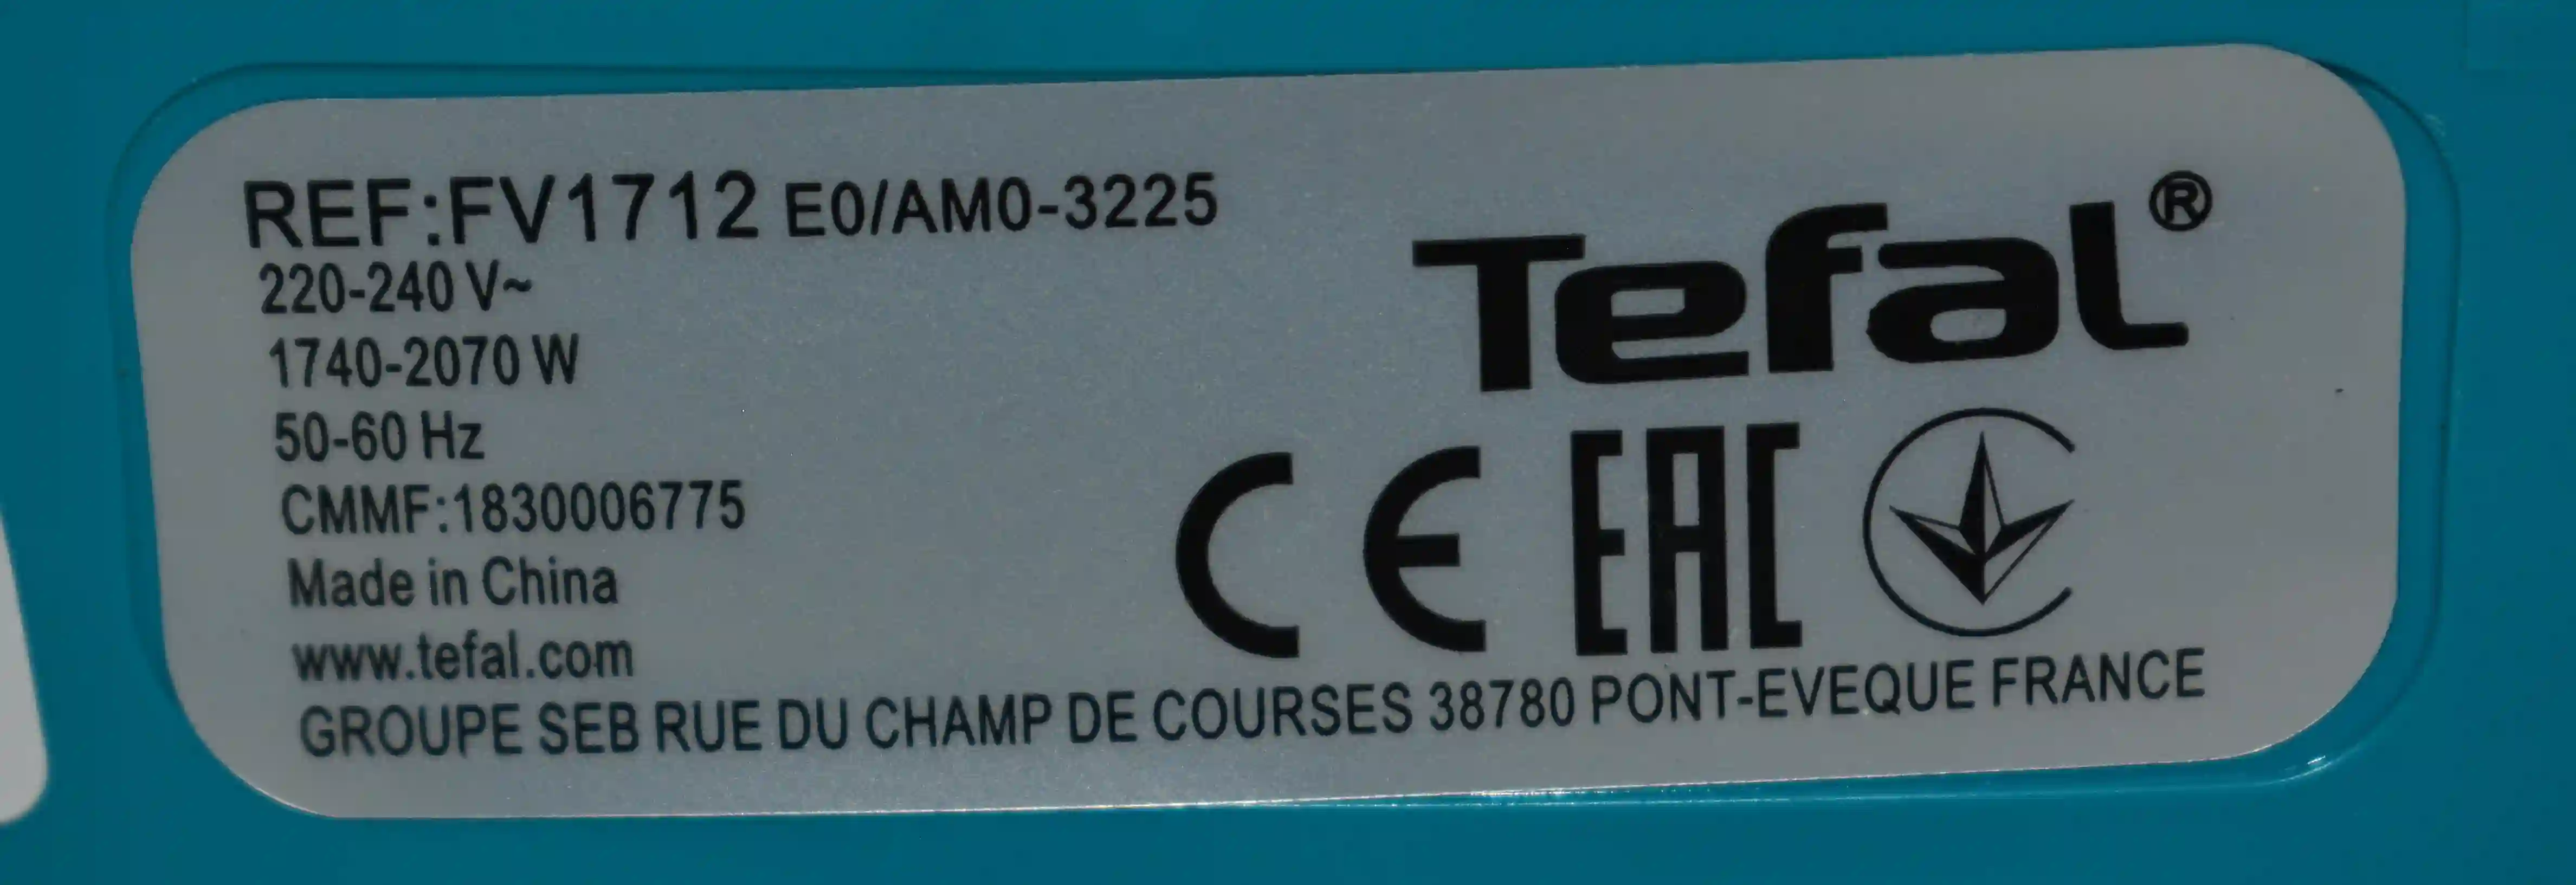 REF:FV1712 E0/AM0-3225
220-240 V~
1740-2070 W
50-60 Hz
CMMF:1830006775
Made in China
www.tefal.com
GROUPE SEB RUE DU CHAMP DE COURSES 38780 PONT-EVEQUE FRANCE
Tefal®
CE EAC